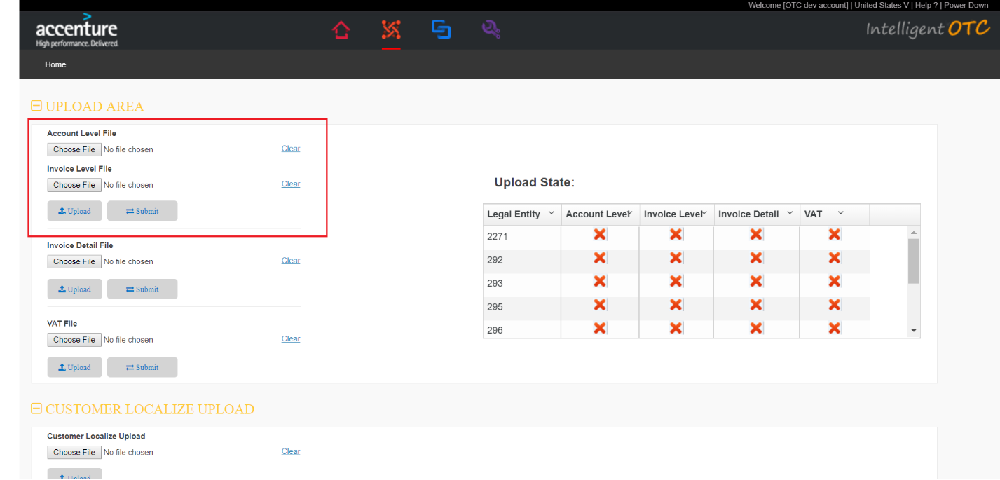 Welcome [OTC dev account] | United States V | Help ? | Power Down
accenture
High performance. Delivered.
Intelligent OTC
Home
UPLOAD AREA
Account Level File
Choose File No file chosen Clear
Invoice Level File
Choose File No file chosen Clear
Upload Submit
Invoice Detail File
Choose File No file chosen Clear
Upload Submit
VAT File
Choose File No file chosen Clear
Upload Submit
Upload State:
Legal Entity Account Level Invoice Level Invoice Detail VAT
2271
292
293
295
296
CUSTOMER LOCALIZE UPLOAD
Customer Localize Upload
Choose File No file chosen Clear
Upload